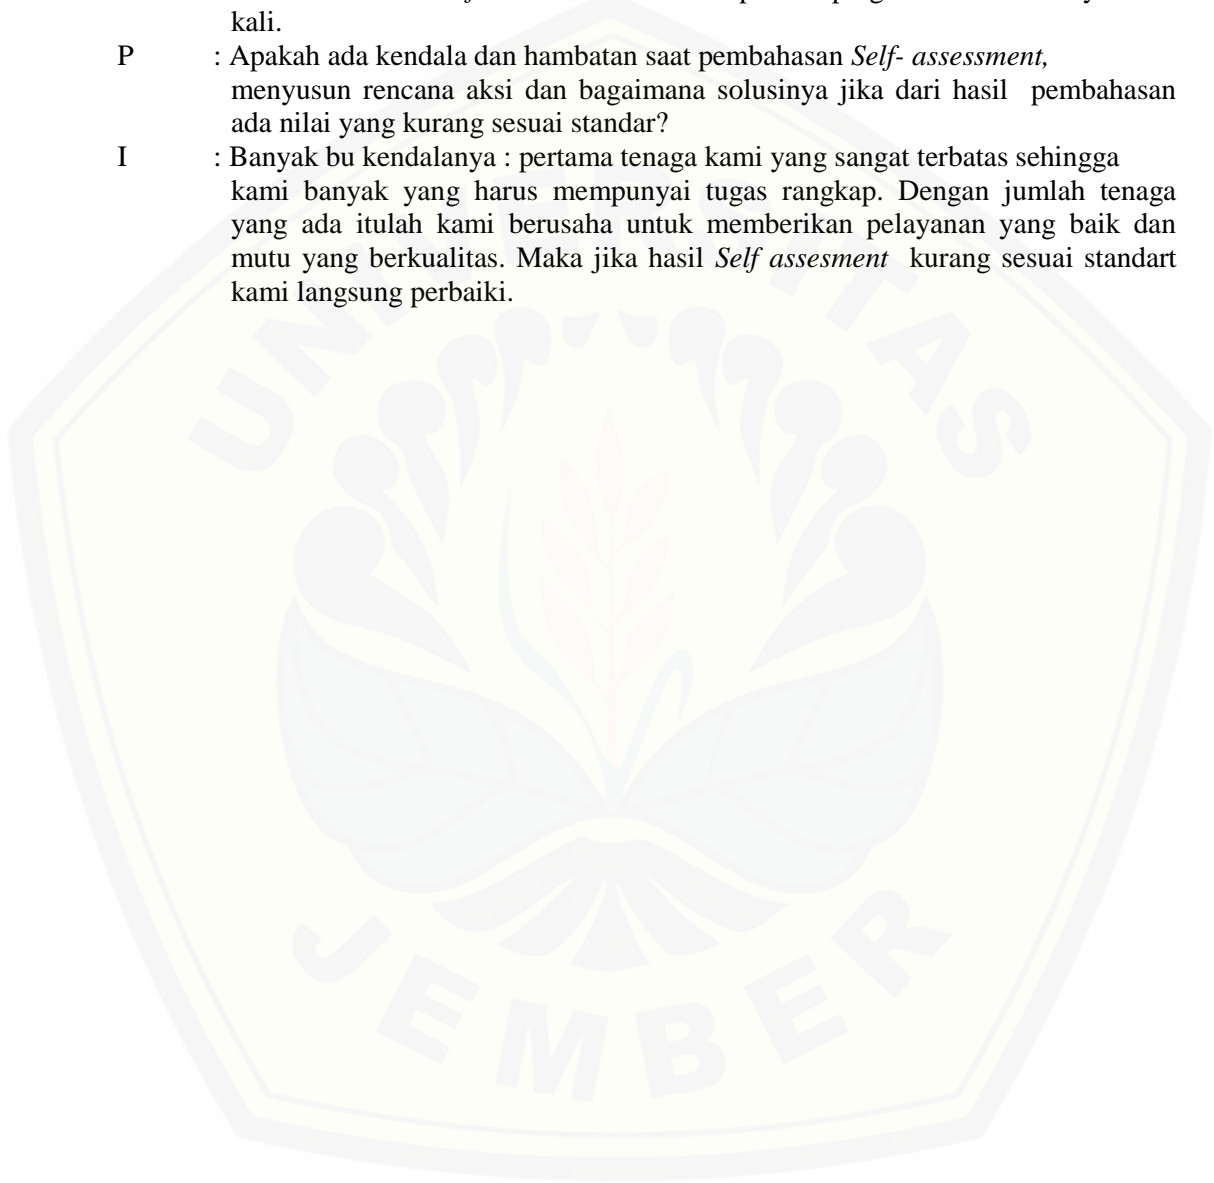 kali.
P : Apakah ada kendala dan hambatan saat pembahasan Self- assessment,
menyusun rencana aksi dan bagaimana solusinya jika dari hasil pembahasan
ada nilai yang kurang sesuai standar?
I : Banyak bu kendalanya : pertama tenaga kami yang sangat terbatas sehingga
kami banyak yang harus mempunyai tugas rangkap. Dengan jumlah tenaga
yang ada itulah kami berusaha untuk memberikan pelayanan yang baik dan
mutu yang berkualitas. Maka jika hasil Self assesment kurang sesuai standart
kami langsung perbaiki.
UNIVERSITAS
JEMBER